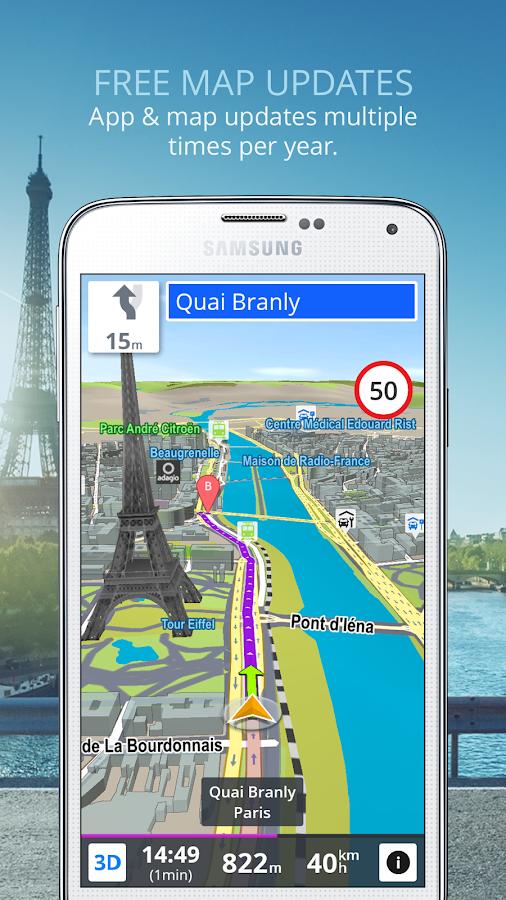 FREE MAP UPDATES
App & map updates multiple
times per year.
SAMSUNG
15m
Quai Branly
50
Parc André Citroën
Centre Médical Edouard Rist
Beaugrenelle
Maison de Radio-France
adagio
B
Tour Eiffel
Pont d'Iéna
de La Bourdonnais
Quai Branly
Paris
3D
14:49
(1min)
822m
40 km
h
i